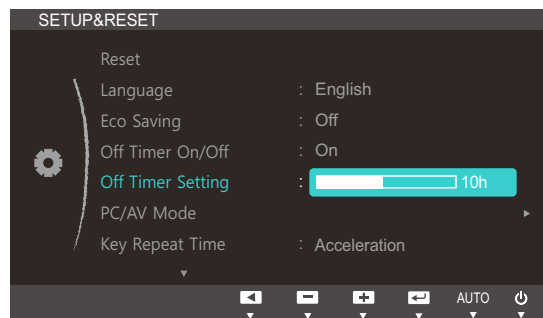 SETUP&RESET
Reset
Language : English
Eco Saving : Off
Off Timer On/Off : On
Off Timer Setting : 10h
PC/AV Mode
Key Repeat Time : Acceleration
AUTO